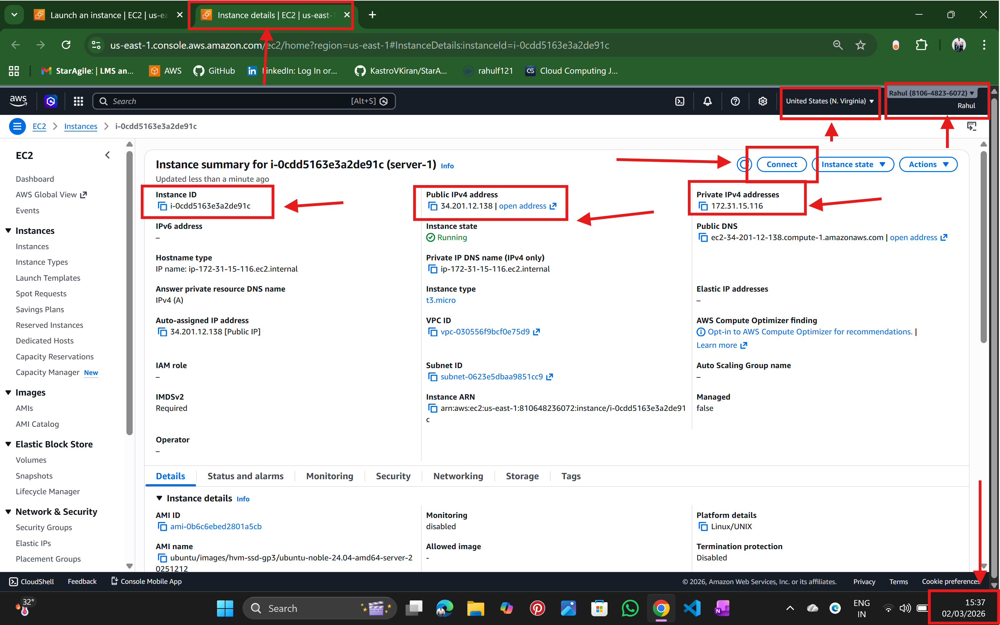 Launch an instance | EC2 | us-ea
Instance details | EC2 | us-east-1
us-east-1.console.aws.amazon.com/ec2/home?region=us-east-1#InstanceDetails:instanceId=i-0cdd5163e3a2de91c
StarAgile: | LMS an...
AWS
GitHub
LinkedIn: Log In or...
KastroVKiran/StarA...
rahulf121
CS
Cloud Computing J...
aws
Search
[Alt+S]
United States (N. Virginia)
Rahul (8106-4823-6072)
Rahul
EC2
Instances
i-0cdd5163e3a2de91c
EC2
Dashboard
AWS Global View
Events
Instances
Instances
Instance Types
Launch Templates
Spot Requests
Savings Plans
Reserved Instances
Dedicated Hosts
Capacity Reservations
Capacity Manager New
Images
AMIs
AMI Catalog
Elastic Block Store
Volumes
Snapshots
Lifecycle Manager
Network & Security
Security Groups
Elastic IPs
Placement Groups
Instance summary for i-0cdd5163e3a2de91c (server-1) Info
Updated less than a minute ago
Connect
Instance state
Actions
Instance ID
i-0cdd5163e3a2de91c
Public IPv4 address
34.201.12.138 | open address
Private IPv4 addresses
172.31.15.116
IPv6 address
–
Instance state
Running
Public DNS
ec2-34-201-12-138.compute-1.amazonaws.com | open address
Hostname type
IP name: ip-172-31-15-116.ec2.internal
Private IP DNS name (IPv4 only)
ip-172-31-15-116.ec2.internal
Answer private resource DNS name
IPv4 (A)
Instance type
t3.micro
Elastic IP addresses
–
Auto-assigned IP address
34.201.12.138 [Public IP]
VPC ID
vpc-030556f9bcf0e75d9
AWS Compute Optimizer finding
Opt-in to AWS Compute Optimizer for recommendations. |
Learn more
IAM role
–
Subnet ID
subnet-0623e5dbaa9851cc9
Auto Scaling Group name
–
IMDSv2
Required
Instance ARN
arn:aws:ec2:us-east-1:810648236072:instance/i-0cdd5163e3a2de91
c
Managed
false
Operator
–
Details
Status and alarms
Monitoring
Security
Networking
Storage
Tags
Instance details Info
AMI ID
ami-0b6c6ebed2801a5cb
Monitoring
disabled
Platform details
Linux/UNIX
AMI name
ubuntu/images/hvm-ssd-gp3/ubuntu-noble-24.04-amd64-server-2
0251212
Allowed image
-
Termination protection
Disabled
CloudShell
Feedback
Console Mobile App
© 2026, Amazon Web Services, Inc. or its affiliates.
Privacy
Terms
Cookie preferences
32°
Search
N
ENG
IN
15:37
02/03/2026